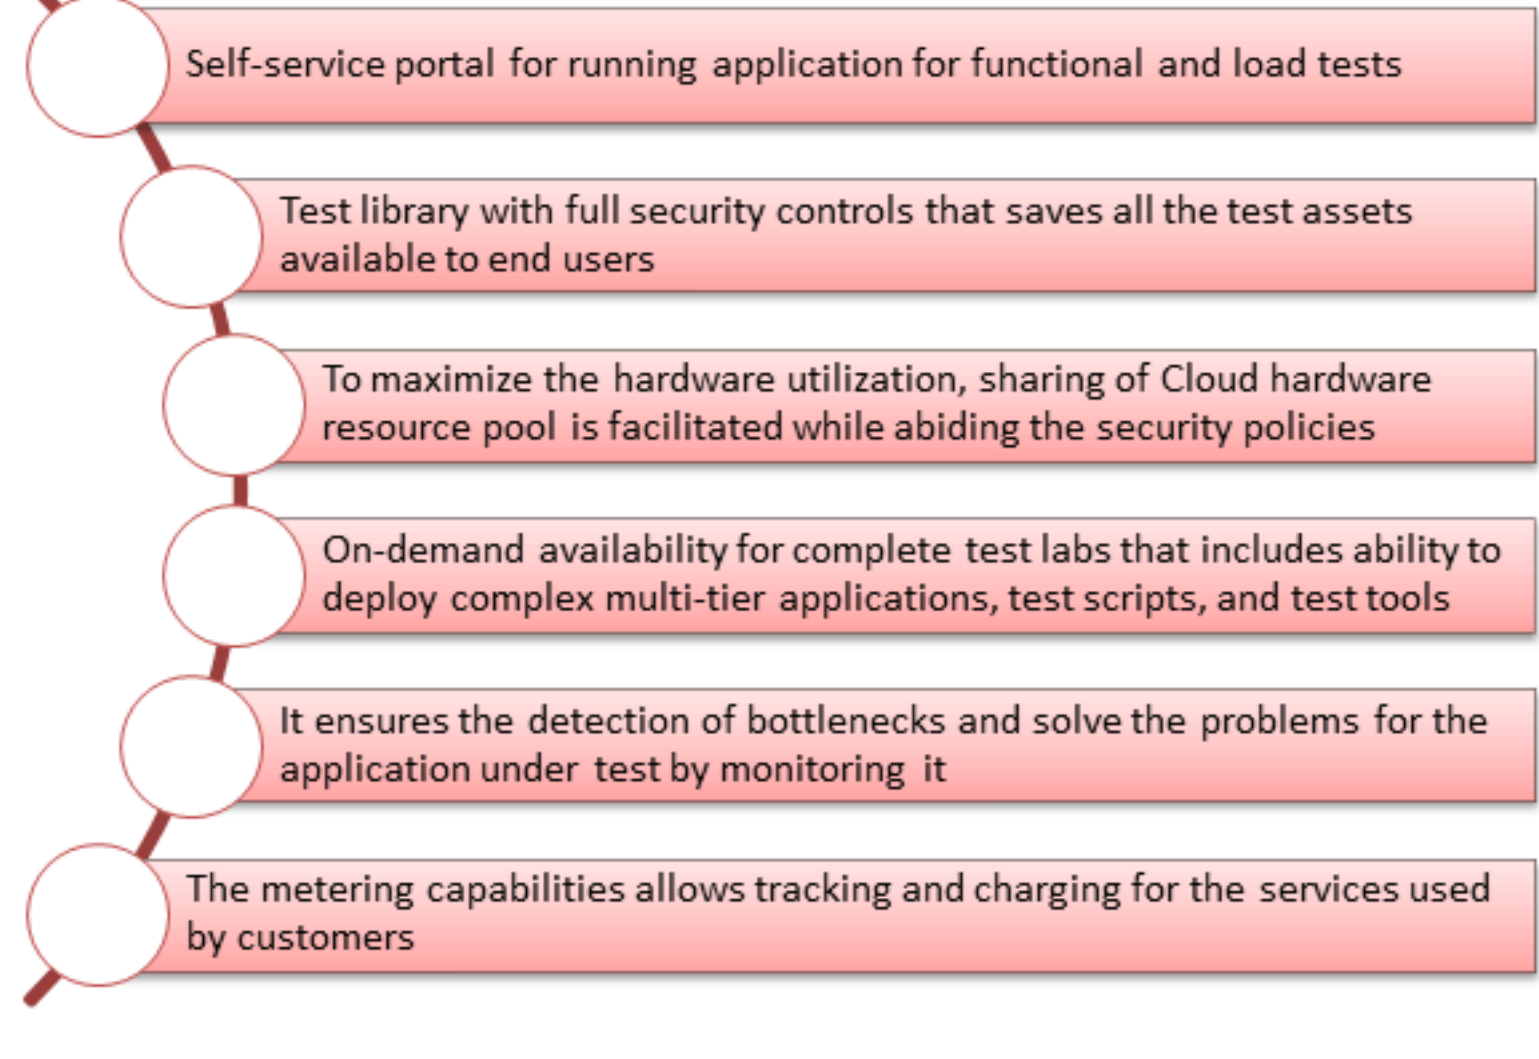 Self-service portal for running application for functional and load tests
Test library with full security controls that saves all the test assets
available to end users
To maximize the hardware utilization, sharing of Cloud hardware
resource pool is facilitated while abiding the security policies
On-demand availability for complete test labs that includes ability to
deploy complex multi-tier applications, test scripts, and test tools
It ensures the detection of bottlenecks and solve the problems for the
application under test by monitoring it
The metering capabilities allows tracking and charging for the services used
by customers